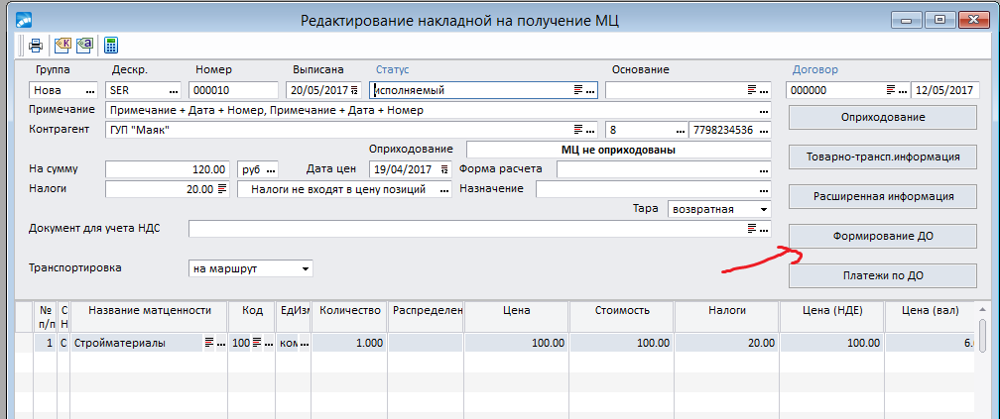 Редактирование накладной на получение МЦ
Группа Дескр. Номер Выписана Статус Основание Договор
Нова ... SER ... 000010 20/05/2017 исполняемый ... ... 000000 ... 12/05/2017
Примечание Примечание + Дата + Номер, Примечание + Дата + Номер ...
Контрагент ГУП "Маяк" ... 8 ... 7798234536 ...
Оприходование
Оприходование МЦ не оприходованы
На сумму 120.00 руб ... Дата цен 19/04/2017 Форма расчета ...
Товарно-трансп.информация
Налоги 20.00 Налоги не входят в цену позиций ... Назначение ...
Расширенная информация
Тара возвратная
Документ для учета НДС ...
Формирование ДО
Транспортировка на маршрут
Платежи по ДО
№ п/п С Н Название матценности Код ЕдИзм Количество Распределен Цена Стоимость Налоги Цена (НДЕ) Цена (вал)
1 С Стройматериалы ... 100 ... ком ... 1.000 100.00 100.00 20.00 100.00 6.